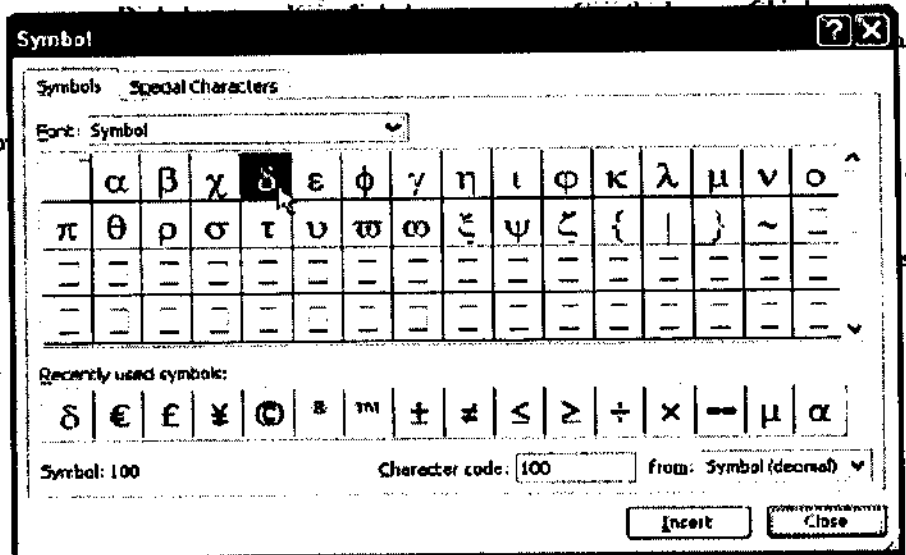 Symbol
Symbols Special Characters
Font: Symbol
α β χ δ ε ϕ γ η ι φ κ λ μ ν ο
π θ ρ σ τ υ ϖ ω ξ ψ ζ { | } ~
Recently used symbols:
δ € £ ¥ © ® ™ ± ≠ ≤ ≥ ÷ × μ α
Symbol: 100 Character code: 100 from: Symbol (decimal)
Insert Close